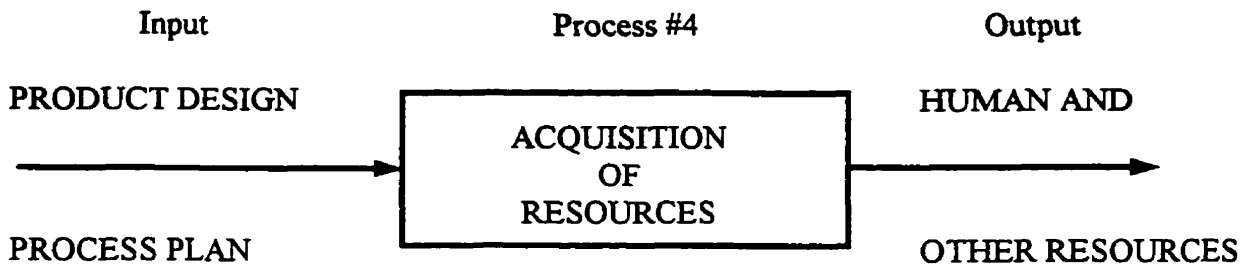 Input Process #4 Output
PRODUCT DESIGN HUMAN AND
ACQUISITION
OF
RESOURCES
PROCESS PLAN OTHER RESOURCES